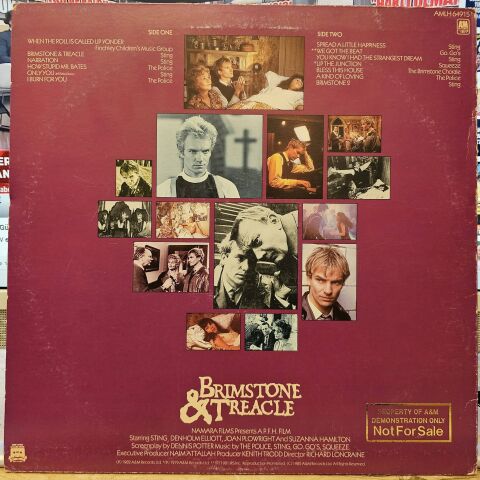 AMLH 64915
A&M
SIDE ONE
WHEN THE ROLL IS CALLED UP YONDER
Finchley Children's Music Group
BRIMSTONE & TREACLE Sting
NARRATION Sting
HOW STUPID MR. BATES The Police
ONLY YOU Sting
I BURN FOR YOU The Police
SIDE TWO
SPREAD A LITTLE HAPPINESS Sting
**WE GOT THE BEAT Go. Go's
YOU KNOW I HAD THE STRANGEST DREAM Sting
*UP THE JUNCTION Squeeze
BLESS THIS HOUSE The Brimstone Chorale
A KIND OF LOVING The Police
BRIMSTONE 2 Sting
BRIMSTONE
& TREACLE
NAMARA FILMS Presents A P.F.H. FILM
Starring STING, DENHOLM ELLIOTT, JOAN PLOWRIGHT And SUZANNA HAMILTON
Screenplay by DENNIS POTTER Music by THE POLICE, STING, GO. GO'S, SQUEEZE
Executive Producer NAIM ATTALLAH Producer KENITH TRODD Director RICHARD LONCRAINE
PROPERTY OF A&M
DEMONSTRATION ONLY
Not For Sale